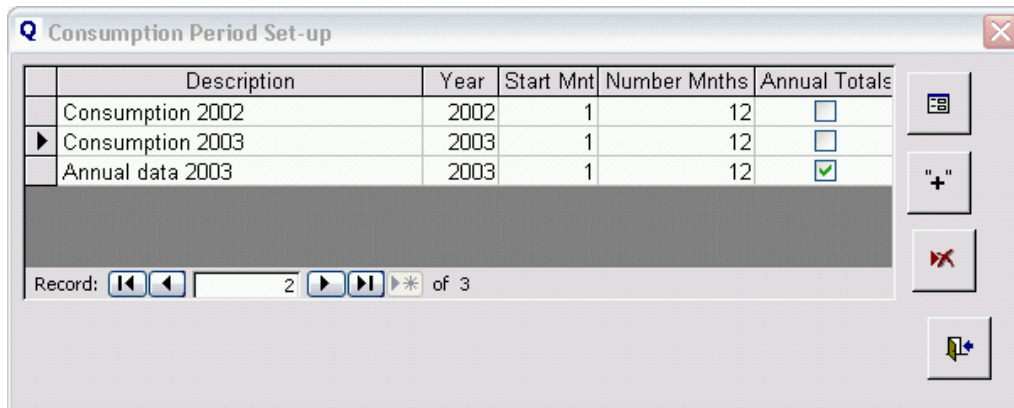 Q Consumption Period Set-up
Description Year Start Mnt Number Mnths Annual Totals
Consumption 2002 2002 1 12
Consumption 2003 2003 1 12
Annual data 2003 2003 1 12
"+"
Record: 2 of 3